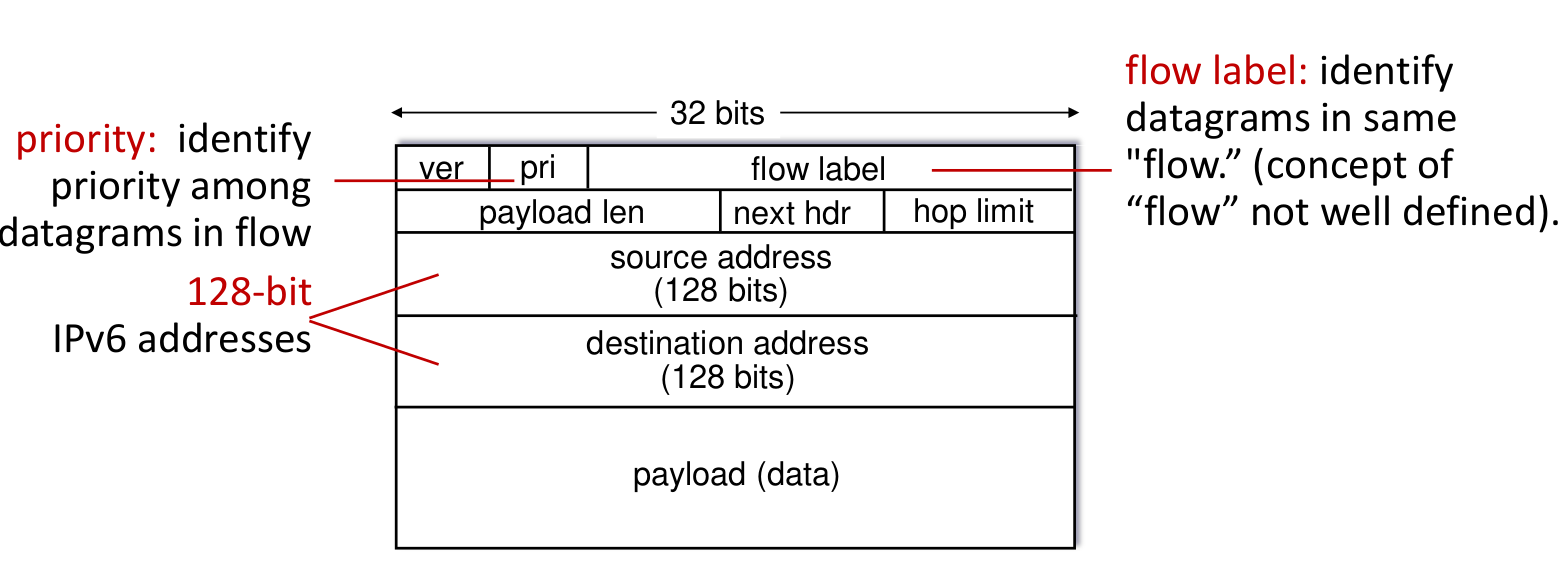 32 bits
flow label: identify
datagrams in same
"flow.” (concept of
“flow” not well defined).
priority: identify
priority among
datagrams in flow
128-bit
IPv6 addresses
ver pri flow label
payload len next hdr hop limit
source address
(128 bits)
destination address
(128 bits)
payload (data)